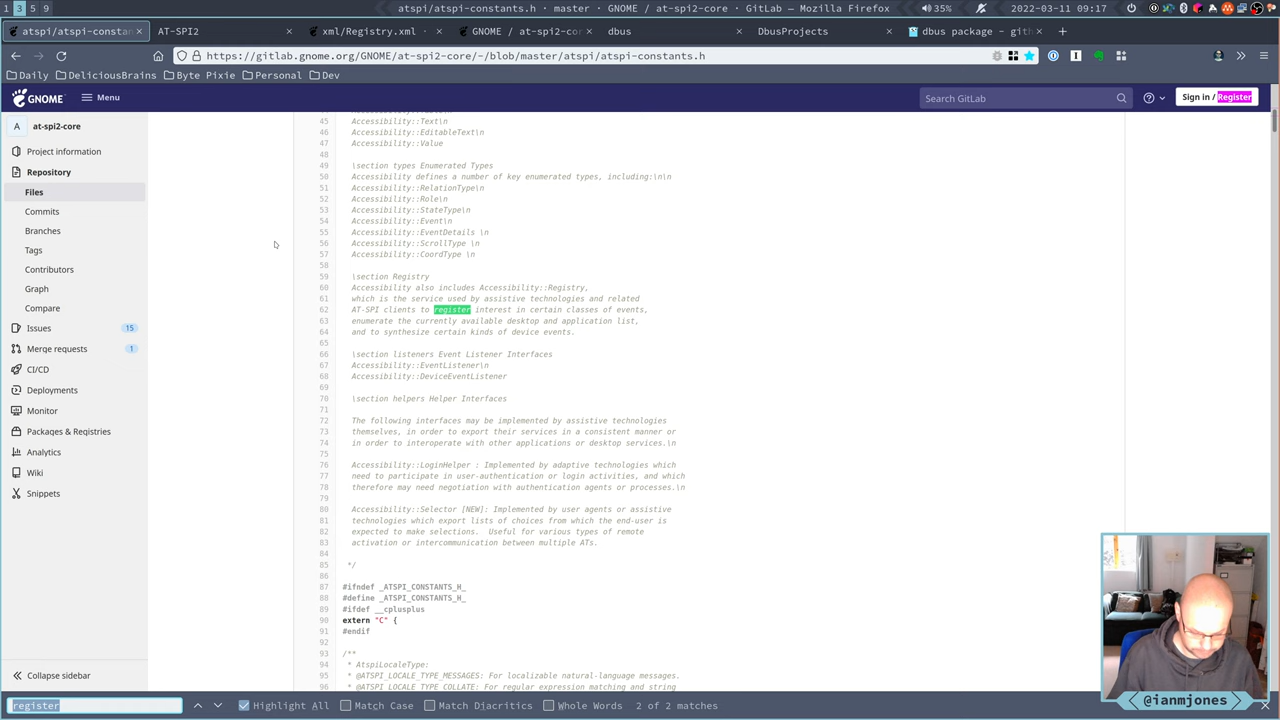 1 3 5 9
atspi/atspi-constants.h · master · GNOME / at-spi2-core · GitLab — Mozilla Firefox
35%
2022-03-11 09:17
atspi/atspi-constan
AT-SPI2
xml/Registry.xml ·
GNOME / at-spi2-co
dbus
DbusProjects
dbus package - gith
https://gitlab.gnome.org/GNOME/at-spi2-core/-/blob/master/atspi/atspi-constants.h
Daily
DeliciousBrains
Byte Pixie
Personal
Dev
GNOME
Menu
Search GitLab
Sign in / Register
A at-spi2-core
Project information
Repository
Files
Commits
Branches
Tags
Contributors
Graph
Compare
Issues 15
Merge requests 1
CI/CD
Deployments
Monitor
Packages & Registries
Analytics
Wiki
Snippets
Collapse sidebar
45 Accessibility::Text\n
46 Accessibility::EditableText\n
47 Accessibility::Value
48
49 \section types Enumerated Types
50 Accessibility defines a number of key enumerated types, including:\n\n
51 Accessibility::RelationType\n
52 Accessibility::Role\n
53 Accessibility::StateType\n
54 Accessibility::Event\n
55 Accessibility::EventDetails \n
56 Accessibility::ScrollType \n
57 Accessibility::CoordType \n
58
59 \section Registry
60 Accessibility also includes Accessibility::Registry,
61 which is the service used by assistive technologies and related
62 AT-SPI clients to register interest in certain classes of events,
63 enumerate the currently available desktop and application list,
64 and to synthesize certain kinds of device events.
65
66 \section listeners Event Listener Interfaces
67 Accessibility::EventListener\n
68 Accessibility::DeviceEventListener
69
70 \section helpers Helper Interfaces
71
72 The following interfaces may be implemented by assistive technologies
73 themselves, in order to export their services in a consistent manner or
74 in order to interoperate with other applications or desktop services.\n
75
76 Accessibility::LoginHelper : Implemented by adaptive technologies which
77 need to participate in user-authentication or login activities, and which
78 therefore may need negotiation with authentication agents or processes.\n
79
80 Accessibility::Selector [NEW]: Implemented by user agents or assistive
81 technologies which export lists of choices from which the end-user is
82 expected to make selections.  Useful for various types of remote
83 activation or intercommunication between multiple ATs.
84
85 */
86
87 #ifndef _ATSPI_CONSTANTS_H_
88 #define _ATSPI_CONSTANTS_H_
89 #ifdef __cplusplus
90 extern "C" {
91 #endif
92
93 /**
94 * AtspiLocaleType:
95 * @ATSPI_LOCALE_TYPE_MESSAGES: For localizable natural-language messages.
96 * @ATSPI_LOCALE_TYPE_COLLATE: For regular expression matching and string
register
Highlight All
Match Case
Match Diacritics
Whole Words
2 of 2 matches
@ianmjones